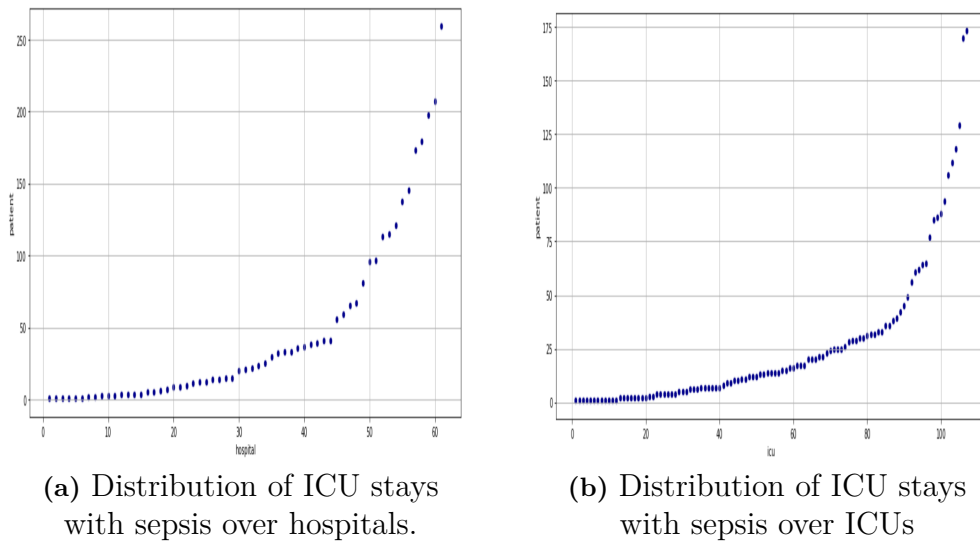 250
200
150
100
50
0
patient
0 10 20 30 40 50 60
hospital
175
150
125
100
75
50
25
0
patient
0 20 40 60 80 100
icu
(a) Distribution of ICU stays
with sepsis over hospitals.
(b) Distribution of ICU stays
with sepsis over ICUs